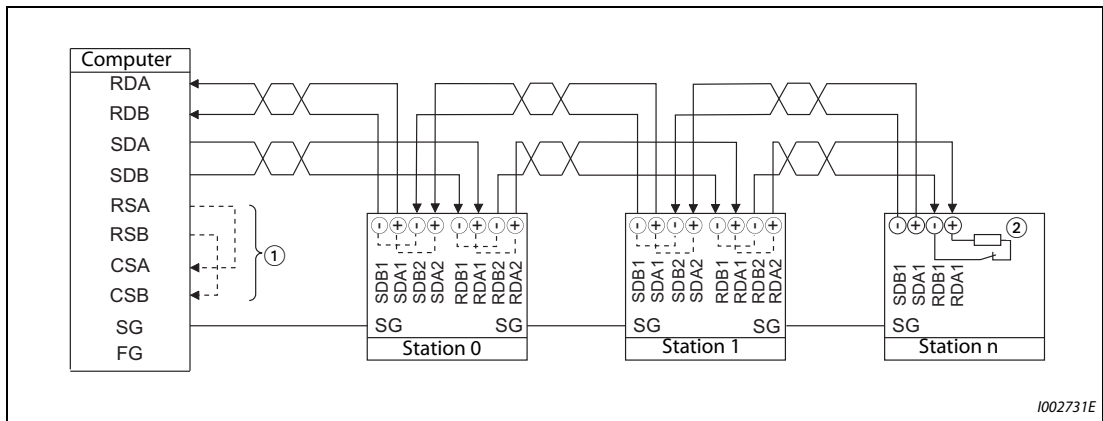 Computer
RDA
RDB
SDA
SDB
RSA
RSB
CSA
CSB
SG
FG
①
- + - + - + - +
SDB1 SDA1 SDB2 SDA2 RDB1 RDA1 RDB2 RDA2
SG SG
Station 0
- + - + - + - +
SDB1 SDA1 SDB2 SDA2 RDB1 RDA1 RDB2 RDA2
SG SG
Station 1
- + - + ②
SDB1 SDA1 RDB1 RDA1
SG
Station n
I002731E